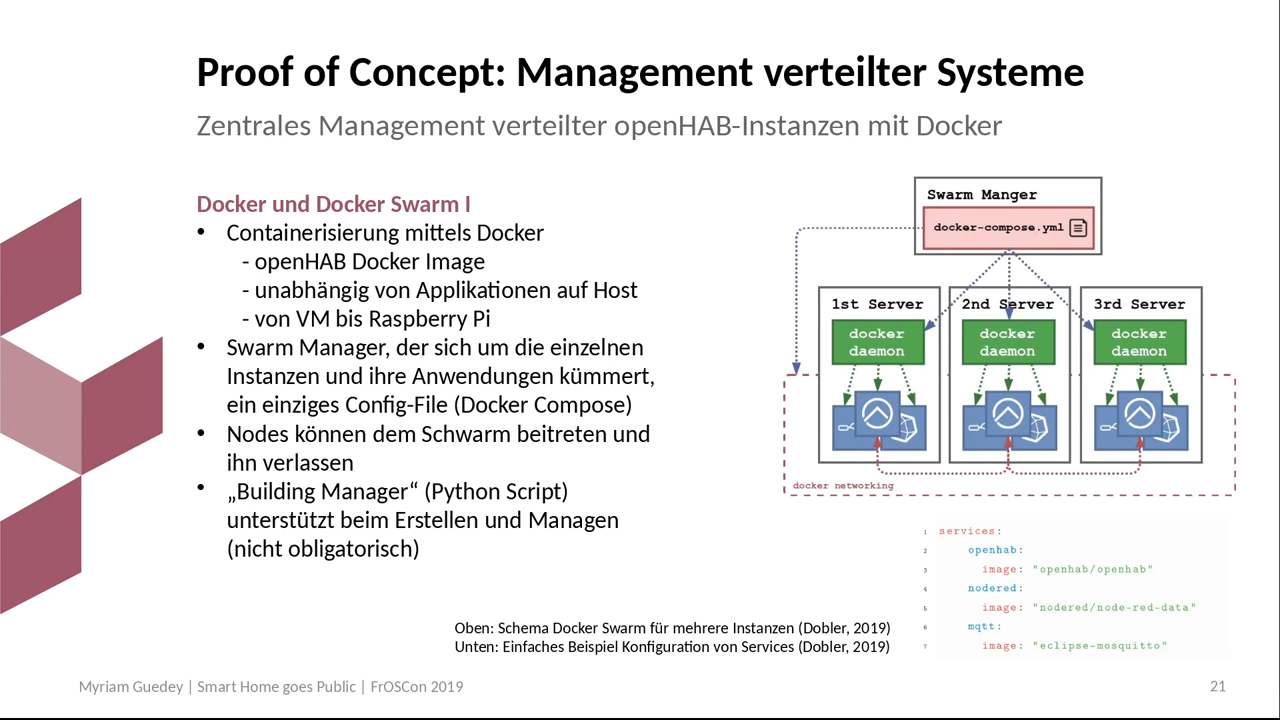 Proof of Concept: Management verteilter Systeme
Zentrales Management verteilter openHAB-Instanzen mit Docker
Docker und Docker Swarm I
• Containerisierung mittels Docker
- openHAB Docker Image
- unabhängig von Applikationen auf Host
- von VM bis Raspberry Pi
• Swarm Manager, der sich um die einzelnen
Instanzen und ihre Anwendungen kümmert,
ein einziges Config-File (Docker Compose)
• Nodes können dem Schwarm beitreten und
ihn verlassen
• „Building Manager“ (Python Script)
unterstützt beim Erstellen und Managen
(nicht obligatorisch)
Swarm Manger
docker-compose.yml
1st Server
2nd Server
3rd Server
docker
daemon
docker
daemon
docker
daemon
docker networking
1 services:
2 openhab:
3 image: "openhab/openhab"
4 nodered:
5 image: "nodered/node-red-data"
6 mqtt:
7 image: "eclipse-mosquitto"
Oben: Schema Docker Swarm für mehrere Instanzen (Dobler, 2019)
Unten: Einfaches Beispiel Konfiguration von Services (Dobler, 2019)
Myriam Guedey | Smart Home goes Public | FrOSCon 2019
21